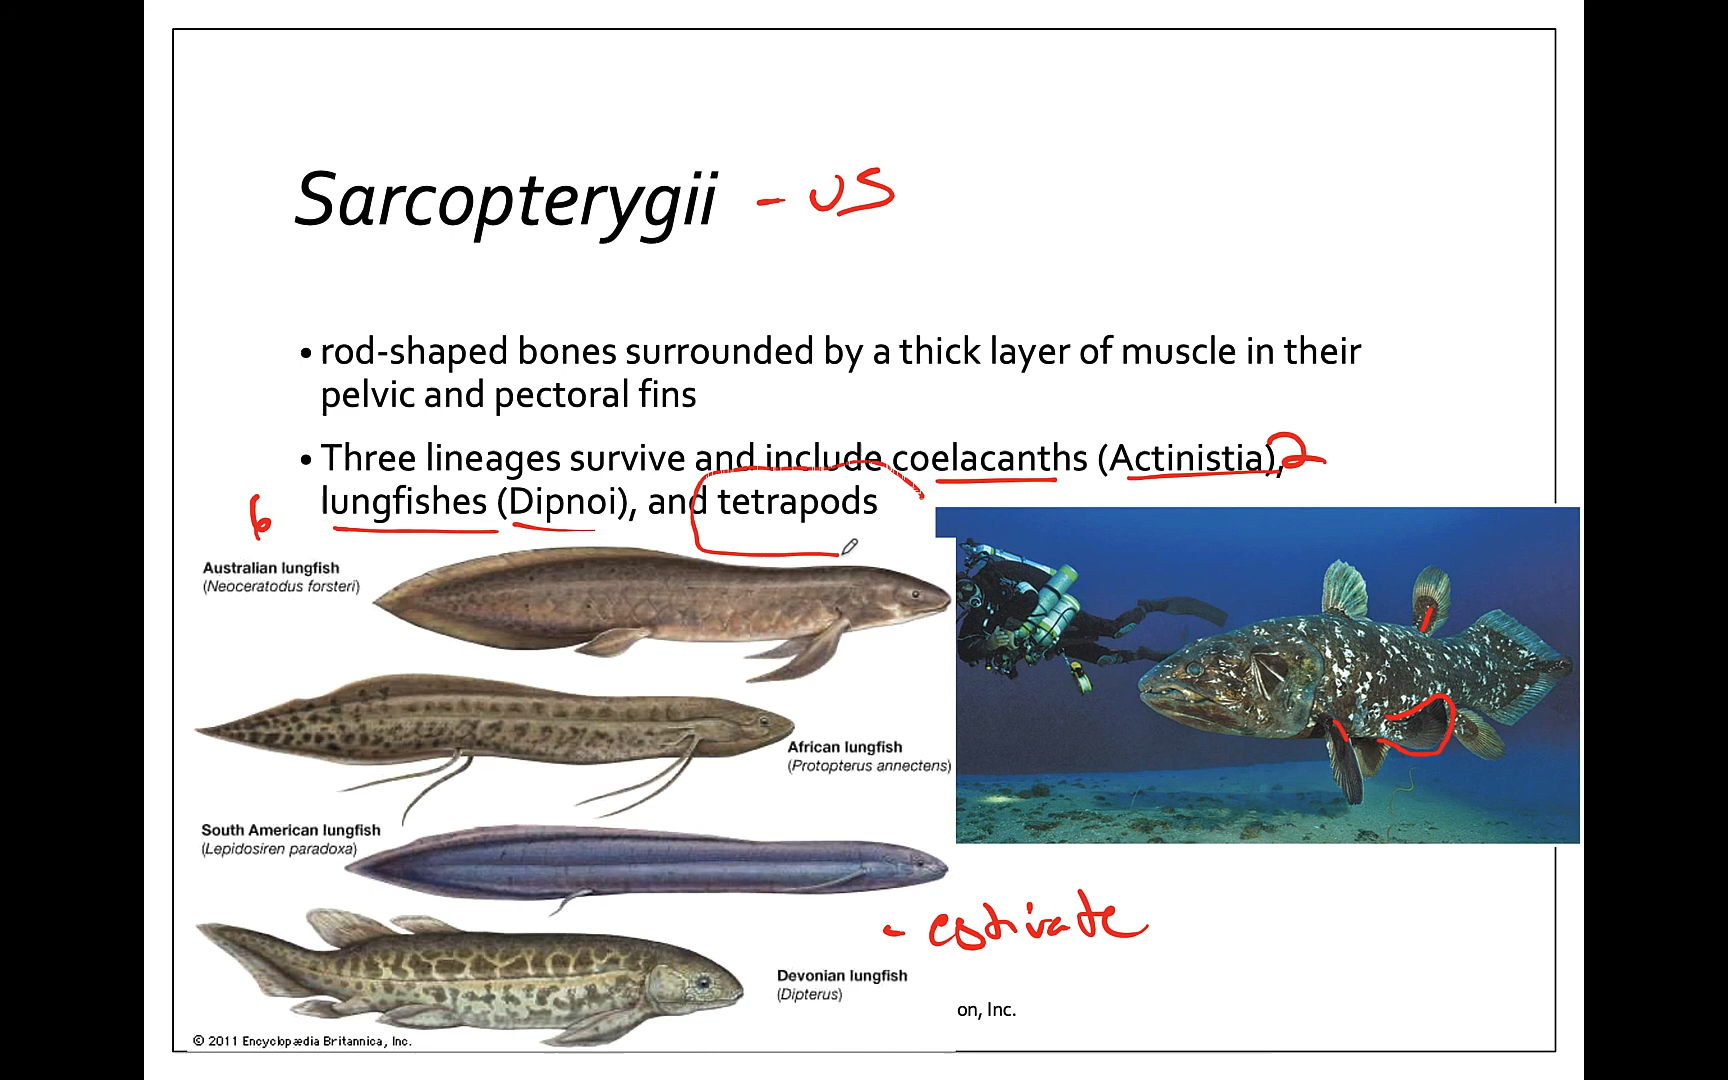 Sarcopterygii - US
• rod-shaped bones surrounded by a thick layer of muscle in their
pelvic and pectoral fins
• Three lineages survive and include coelacanths (Actinistia), 2
lungfishes (Dipnoi), and tetrapods
6
Australian lungfish
(Neoceratodus forsteri)
African lungfish
(Protopterus annectens)
South American lungfish
(Lepidosiren paradoxa)
- estivate
Devonian lungfish
(Dipterus)
on, Inc.
© 2011 Encyclopædia Britannica, Inc.